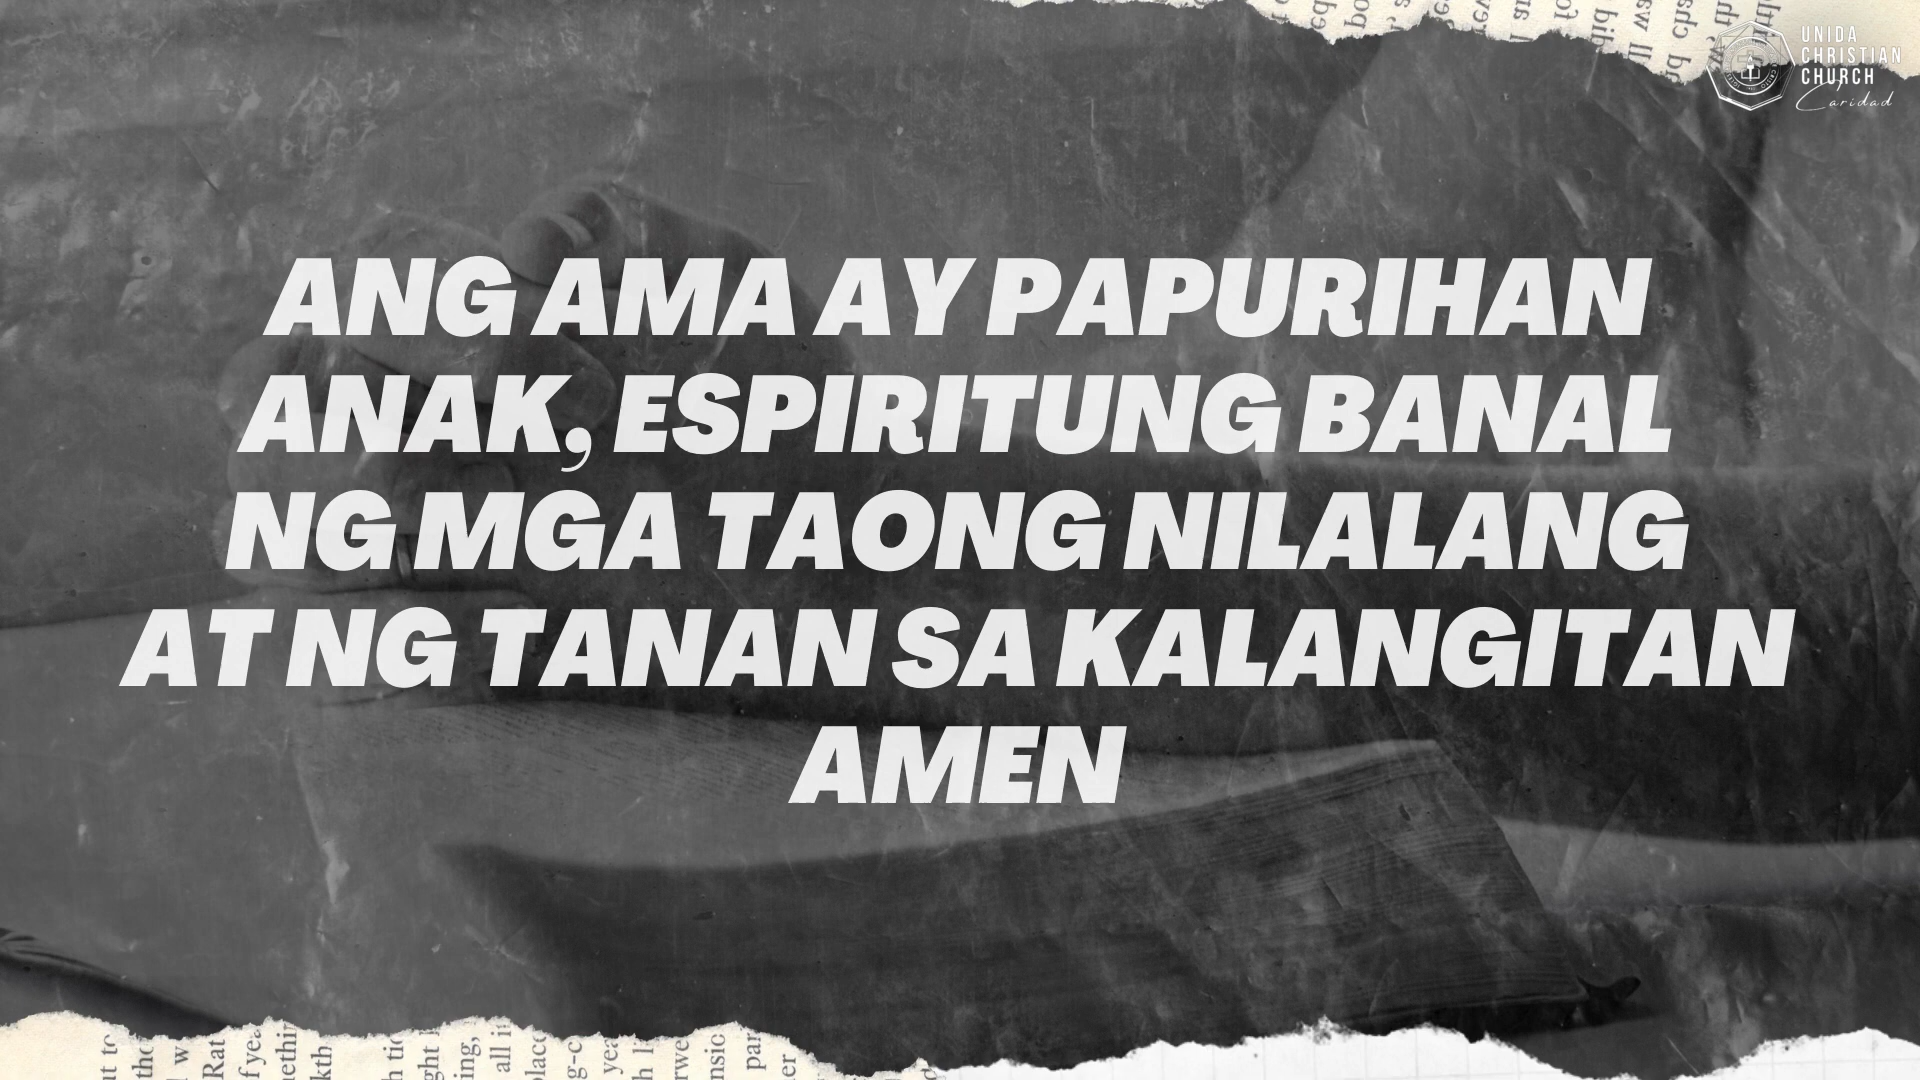 UNIDA
CHRISTIAN
CHURCH
Caridad
ANG AMA AY PAPURIHAN
ANAK, ESPIRITUNG BANAL
NG MGA TAONG NILALANG
AT NG TANAN SA KALANGITAN
AMEN